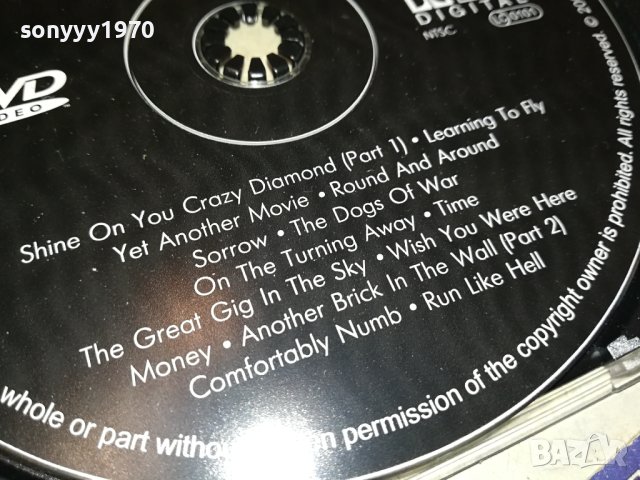 sonyyy1970
DIGITAL
NTSC
VIDEO
Shine On You Crazy Diamond (Part 1) • Learning To Fly
Yet Another Movie • Round And Around
Sorrow • The Dogs Of War
On The Turning Away • Time
The Great Gig In The Sky • Wish You Were Here
Money • Another Brick In The Wall (Part 2)
Comfortably Numb • Run Like Hell
whole or part without permission of the copyright owner is prohibited. All rights reserved. ©
BAZAR